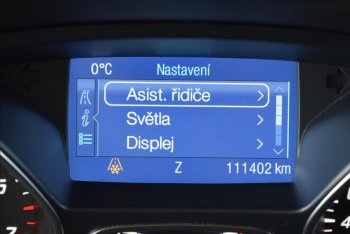 0°C Nastavení
Asist. řidiče
Světla
Displej
Z 111402 km